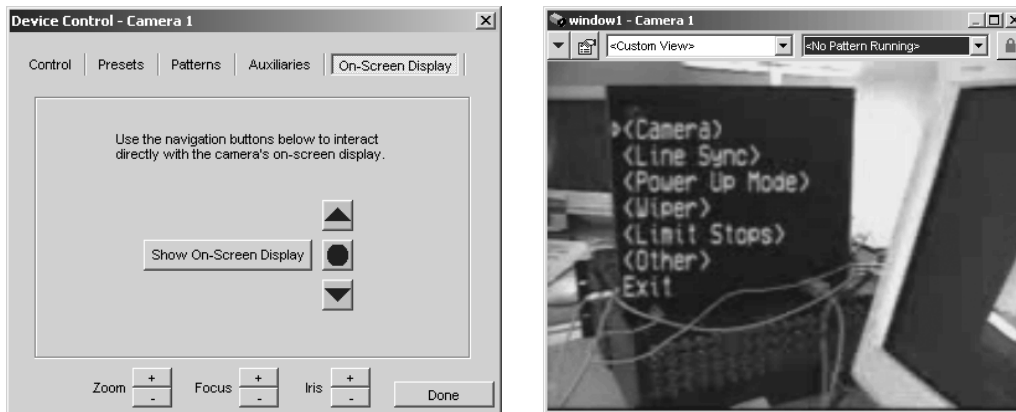 Device Control - Camera 1
Control
Presets
Patterns
Auxiliaries
On-Screen Display
Use the navigation buttons below to interact
directly with the camera's on-screen display.
Show On-Screen Display
Zoom
+
-
Focus
+
-
Iris
+
-
Done
window1 - Camera 1
<Custom View>
<No Pattern Running>
<Camera>
<Line Sync>
<Power Up Mode>
<Wiper>
<Limit Stops>
<Other>
Exit